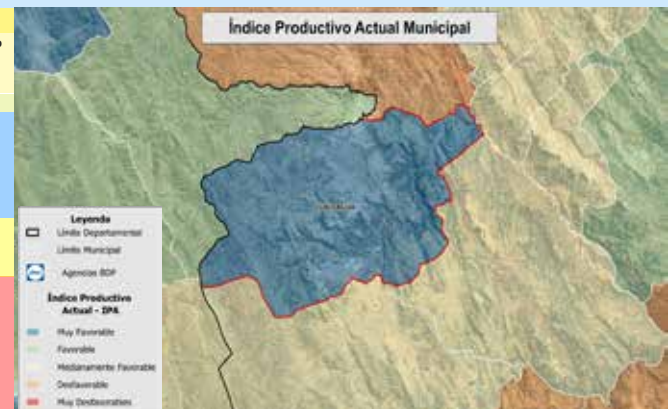 Índice Productivo Actual Municipal
Leyenda
Límite Departamental
Límite Municipal
Agencias BDP
Índice Productivo
Actual - IPA
Muy Favorable
Favorable
Medianamente Favorable
Desfavorable
Muy Desfavorables